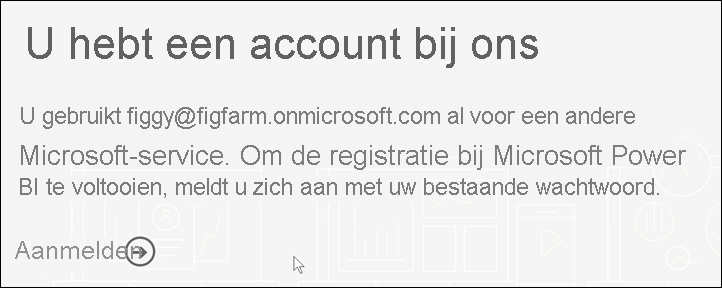 U hebt een account bij ons
U gebruikt figgy@figfarm.onmicrosoft.com al voor een andere
Microsoft-service. Om de registratie bij Microsoft Power
BI te voltooien, meldt u zich aan met uw bestaande wachtwoord.
Aanmelden